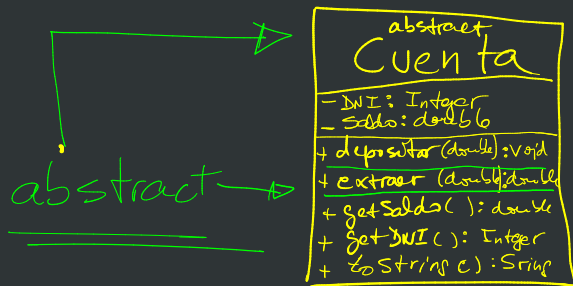 abstract
Cuenta
- DNI: Integer
- Saldo: double
+ depositar (double): void
+ extraer (double): double
+ getSaldo(): double
+ getDNI(): Integer
+ toString(): Sring
abstract